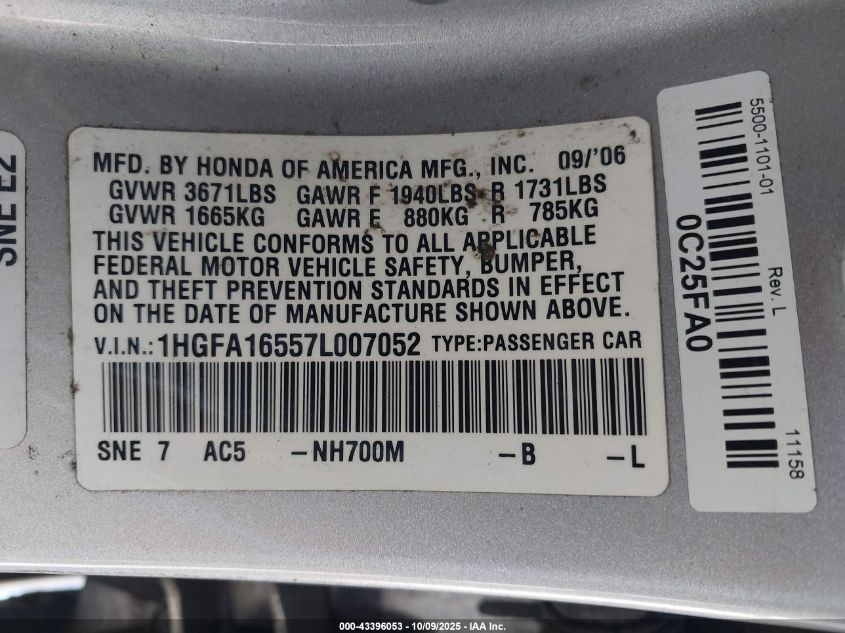 MFD. BY HONDA OF AMERICA MFG., INC. 09/'06
GVWR 3671LBS GAWR F 1940LBS R 1731LBS
GVWR 1665KG GAWR F 880KG R 785KG
THIS VEHICLE CONFORMS TO ALL APPLICABLE
FEDERAL MOTOR VEHICLE SAFETY, BUMPER,
AND THEFT PREVENTION STANDARDS IN EFFECT
ON THE DATE OF MANUFACTURE SHOWN ABOVE.
V.I.N.: 1HGFA16557L007052 TYPE:PASSENGER CAR
SNE 7 AC5 -NH700M -B -L
SNE E2
5500-1101-01 Rev. L 11158
0C25FA0
000-43396053 - 10/09/2025 - IAA Holdings, LLC.